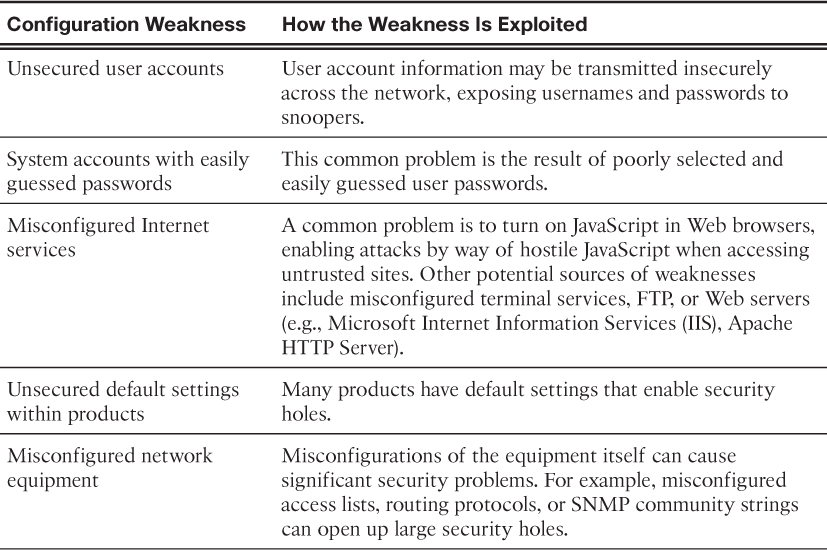 Configuration Weakness How the Weakness Is Exploited
Unsecured user accounts User account information may be transmitted insecurely
across the network, exposing usernames and passwords to
snoopers.
System accounts with easily This common problem is the result of poorly selected and
guessed passwords easily guessed user passwords.
Misconfigured Internet A common problem is to turn on JavaScript in Web browsers,
services enabling attacks by way of hostile JavaScript when accessing
untrusted sites. Other potential sources of weaknesses
include misconfigured terminal services, FTP, or Web servers
(e.g., Microsoft Internet Information Services (IIS), Apache
HTTP Server).
Unsecured default settings Many products have default settings that enable security
within products holes.
Misconfigured network Misconfigurations of the equipment itself can cause
equipment significant security problems. For example, misconfigured
access lists, routing protocols, or SNMP community strings
can open up large security holes.